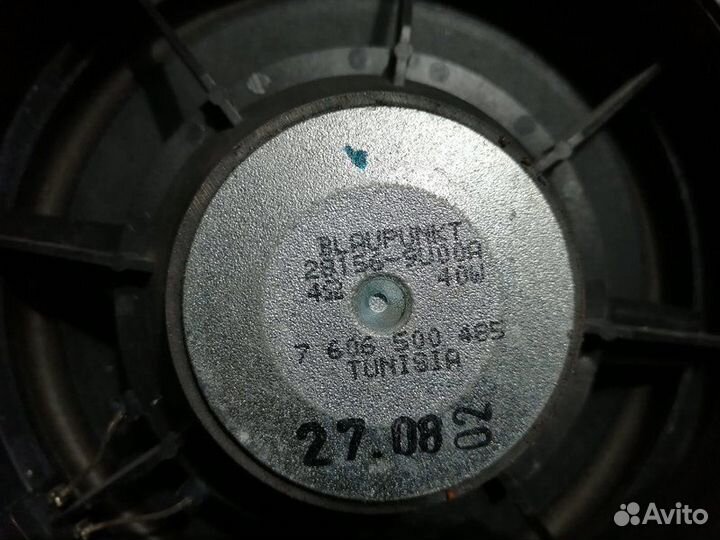 BLAUPUNKT
28156-9U00A
4Ω 40W
7 606 500 485
TUNISIA
27.08 02
Avito